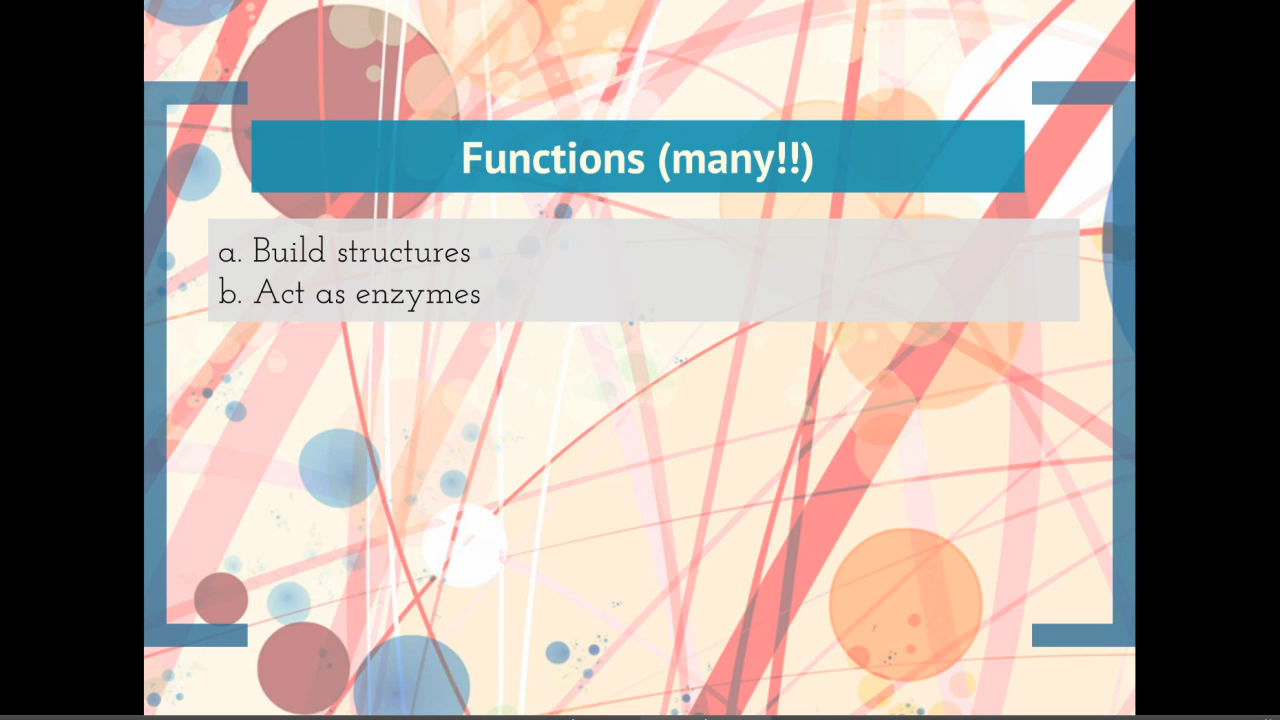 Functions (many!!)
a. Build structures
b. Act as enzymes